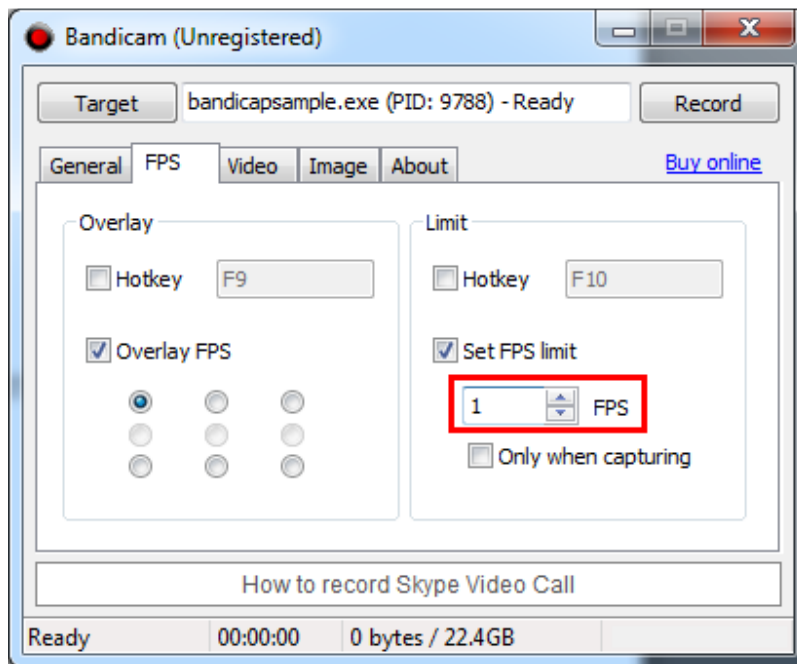 Bandicam (Unregistered)
Target bandicapsample.exe (PID: 9788) - Ready Record
General FPS Video Image About Buy online
Overlay Limit
Hotkey F9 Hotkey F10
Overlay FPS Set FPS limit
1 FPS
Only when capturing
How to record Skype Video Call
Ready 00:00:00 0 bytes / 22.4GB